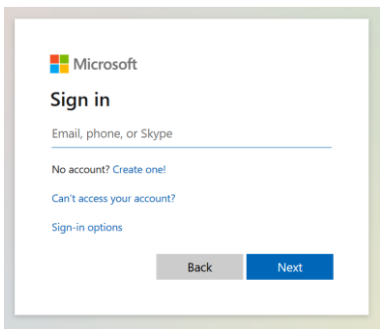 Microsoft
Sign in
Email, phone, or Skype
No account? Create one!
Can't access your account?
Sign-in options
Back Next